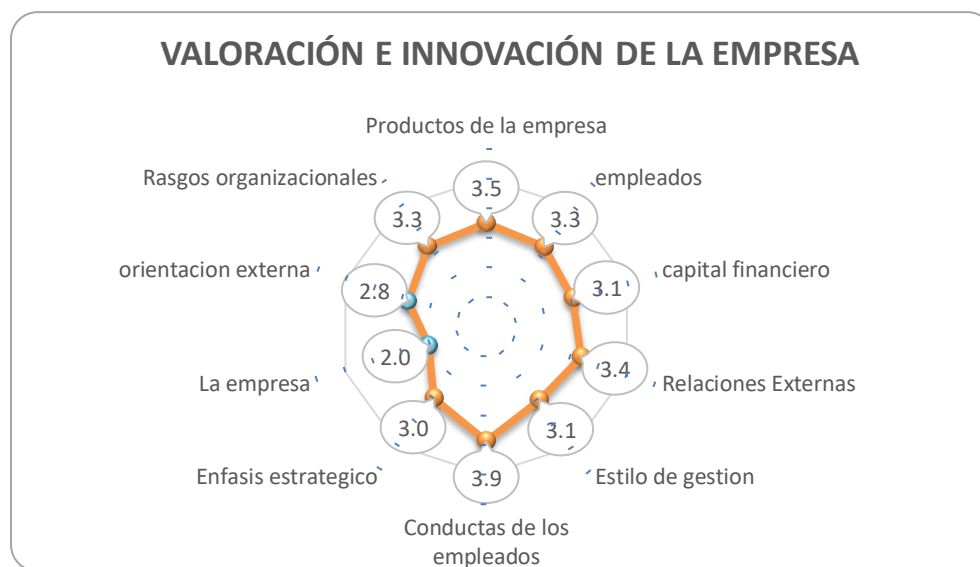 VALORACIÓN E INNOVACIÓN DE LA EMPRESA
Productos de la empresa
3.5
empleados
3.3
capital financiero
3.1
Relaciones Externas
3.4
Estilo de gestion
3.1
Conductas de los
empleados
3.9
Enfasis estrategico
3.0
La empresa
2.0
orientacion externa
2.8
Rasgos organizacionales
3.3